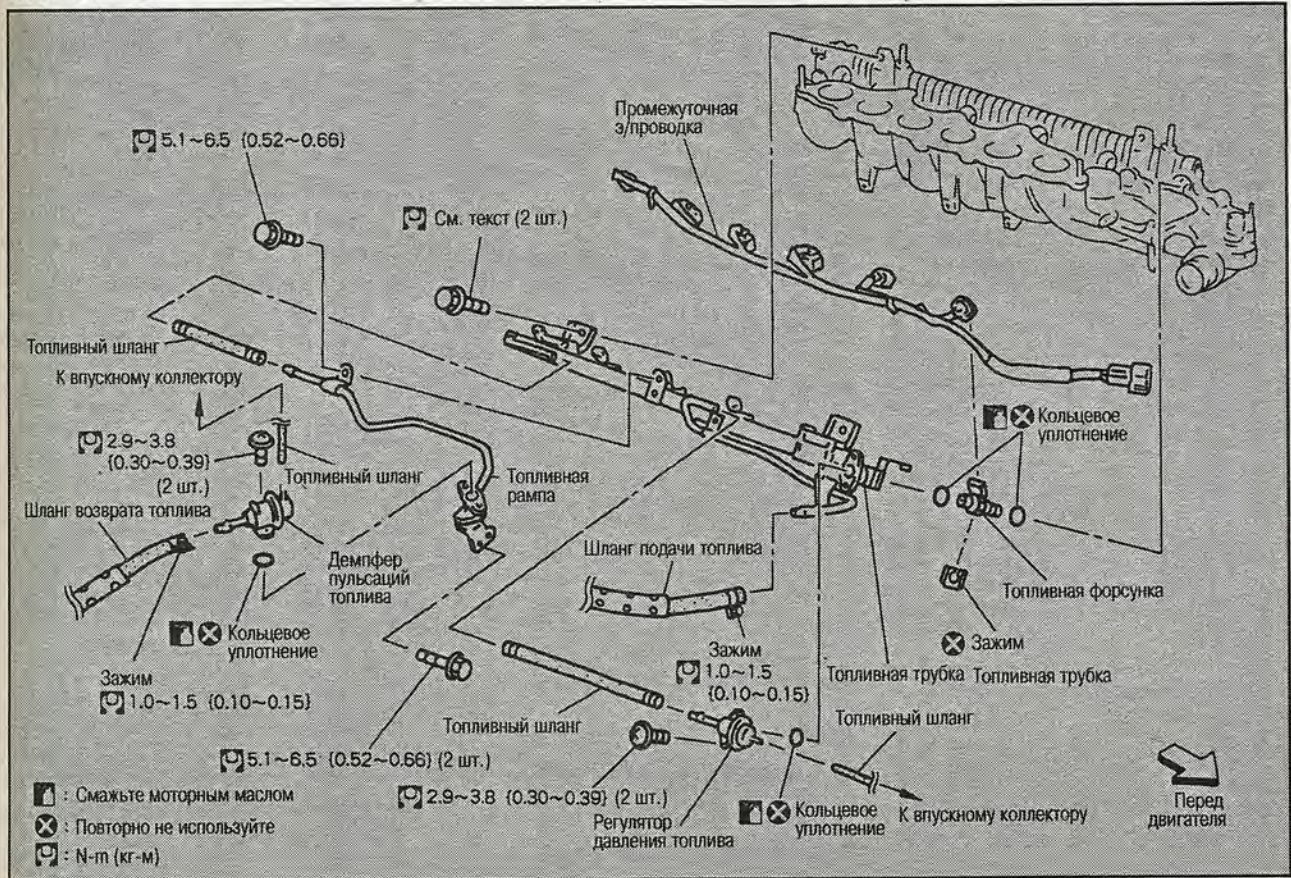 Промежуточная
э/проводка
5.1~6.5 {0.52~0.66}
См. текст (2 шт.)
Топливный шланг
К впускному коллектору
2.9~3.8
{0.30~0.39}
(2 шт.)
Топливный шланг
Топливная
рампа
Кольцевое
уплотнение
Шланг возврата топлива
Демпфер
пульсаций
топлива
Шланг подачи топлива
Топливная форсунка
Кольцевое
уплотнение
Зажим
Зажим
1.0~1.5 {0.10~0.15}
Зажим
1.0~1.5
{0.10~0.15}
Топливная трубка
Топливная трубка
Топливный шланг
Топливный шланг
5.1~6.5 {0.52~0.66} (2 шт.)
2.9~3.8 {0.30~0.39} (2 шт.)
Регулятор
давления топлива
Кольцевое
уплотнение
К впускному коллектору
Перед
двигателя
: Смажьте моторным маслом
: Повторно не используйте
: N-m (кг-м)